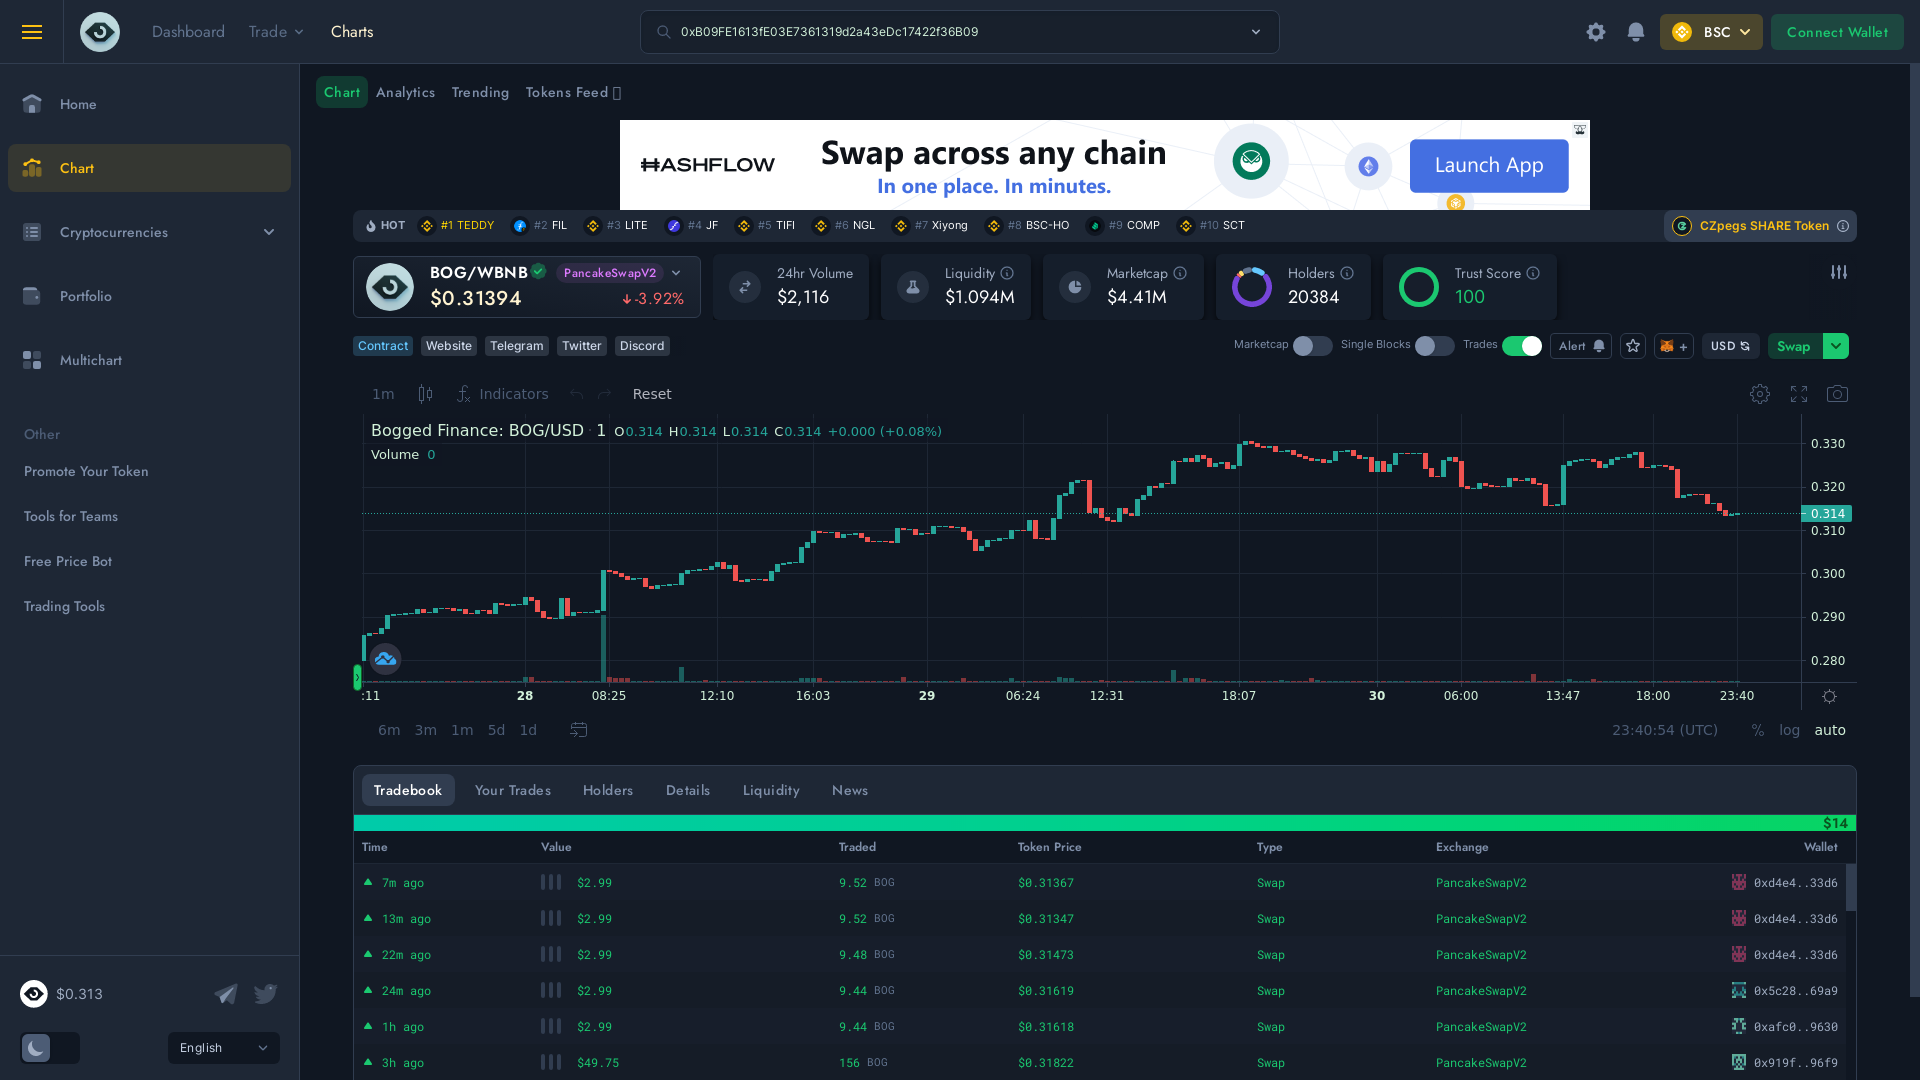 Dashboard Trade Charts 0xB09FE1613fE03E7361319d2a43eDc17422f36B09 BSC Connect Wallet
Home
Chart
Cryptocurrencies
Portfolio
Multichart
Other
Promote Your Token
Tools for Teams
Free Price Bot
Trading Tools
$0.313
English
Chart Analytics Trending Tokens Feed
HASHFLOW Swap across any chain Launch App
In one place. In minutes.
HOT #1 TEDDY #2 FIL #3 LITE #4 JF #5 TIFI #6 NGL #7 Xiyong #8 BSC-HO #9 COMP #10 SCT CZpegs SHARE Token
BOG/WBNB PancakeSwapV2 24hr Volume Liquidity Marketcap Holders Trust Score
$0.31394 -3.92% $2,116 $1.094M $4.41M 20384 100
Contract Website Telegram Twitter Discord Marketcap Single Blocks Trades Alert + USD Swap
1m Indicators Reset
Bogged Finance: BOG/USD · 1 O0.314 H0.314 L0.314 C0.314 +0.000 (+0.08%)
Volume 0
0.330
0.320
0.314
0.310
0.300
0.290
0.280
:11 28 08:25 12:10 16:03 29 06:24 12:31 18:07 30 06:00 13:47 18:00 23:40
6m 3m 1m 5d 1d 23:40:54 (UTC) % log auto
Tradebook Your Trades Holders Details Liquidity News
$14
Time Value Traded Token Price Type Exchange Wallet
7m ago $2.99 9.52 BOG $0.31367 Swap PancakeSwapV2 0xd4e4..33d6
13m ago $2.99 9.52 BOG $0.31347 Swap PancakeSwapV2 0xd4e4..33d6
22m ago $2.99 9.48 BOG $0.31473 Swap PancakeSwapV2 0xd4e4..33d6
24m ago $2.99 9.44 BOG $0.31619 Swap PancakeSwapV2 0x5c28..69a9
1h ago $2.99 9.44 BOG $0.31618 Swap PancakeSwapV2 0xafc0..9630
3h ago $49.75 156 BOG $0.31822 Swap PancakeSwapV2 0x919f..96f9